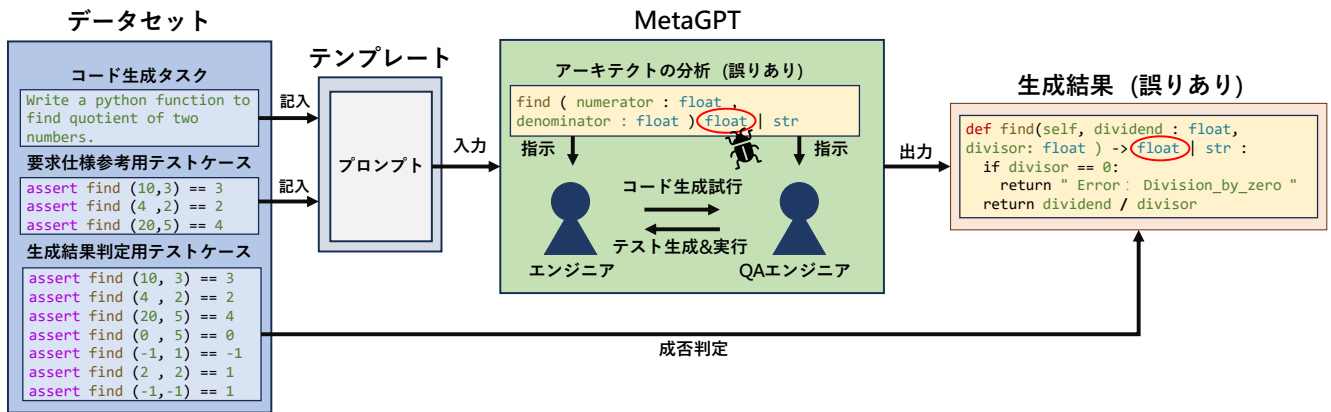 データセット
コード生成タスク
Write a python function to
find quotient of two
numbers.
要求仕様参考用テストケース
assert find (10,3) == 3
assert find (4 ,2) == 2
assert find (20,5) == 4
生成結果判定用テストケース
assert find (10, 3) == 3
assert find (4 , 2) == 2
assert find (20, 5) == 4
assert find (0 , 5) == 0
assert find (-1, 1) == -1
assert find (2 , 2) == 1
assert find (-1,-1) == 1
記入
記入
テンプレート
プロンプト
入力
MetaGPT
アーキテクトの分析 (誤りあり)
find ( numerator : float ,
denominator : float ) float | str
指示
指示
コード生成試行
テスト生成&実行
エンジニア
QAエンジニア
出力
生成結果 (誤りあり)
def find(self, dividend : float,
divisor: float ) -> float | str :
if divisor == 0:
return " Error: Division_by_zero "
return dividend / divisor
成否判定